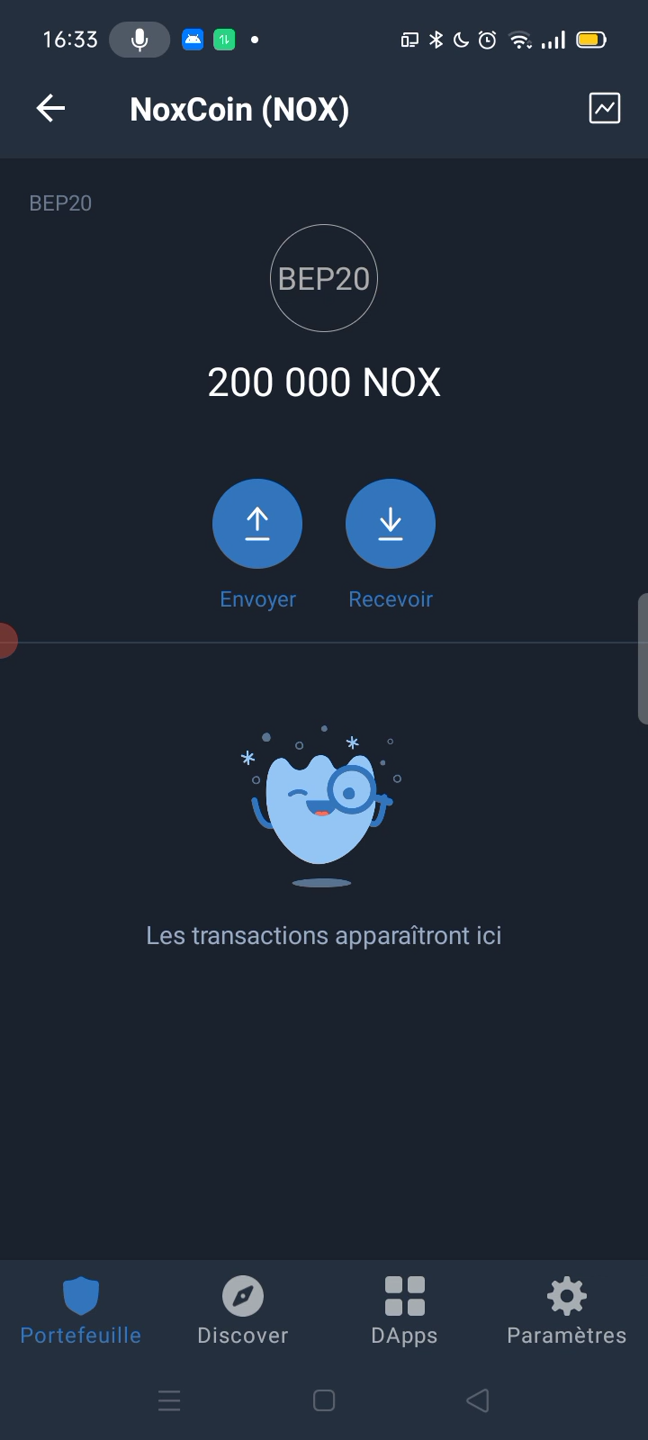 16:33
NoxCoin (NOX)
BEP20
BEP20
200 000 NOX
Envoyer
Recevoir
Les transactions apparaîtront ici
Portefeuille
Discover
DApps
Paramètres